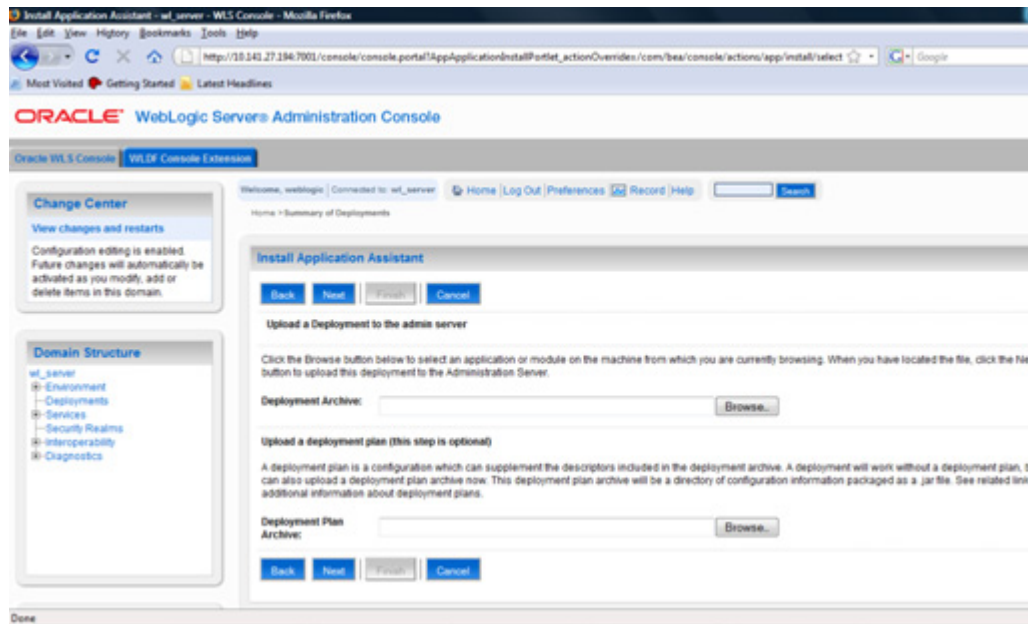 Install Application Assistant - wl_server - WLS Console - Mozilla Firefox
File Edit View History Bookmarks Tools Help
http://10.141.27.194:7001/console/console.portal?AppApplicationInstallPortlet_actionOverride=/com/bea/console/actions/app/install/select
Google
Most Visited Getting Started Latest Headlines
ORACLE WebLogic Server® Administration Console
Oracle WLS Console WLDF Console Extension
Change Center
View changes and restarts
Configuration editing is enabled.
Future changes will automatically be
activated as you modify, add or
delete items in this domain.
Domain Structure
wl_server
Environment
Deployments
Services
Security Realms
Interoperability
Diagnostics
Welcome, weblogic Connected to: wl_server Home Log Out Preferences Record Help Search
Home > Summary of Deployments
Install Application Assistant
Back Next Finish Cancel
Upload a Deployment to the admin server
Click the Browse button below to select an application or module on the machine from which you are currently browsing. When you have located the file, click the Ne
button to upload this deployment to the Administration Server.
Deployment Archive: Browse..
Upload a deployment plan (this step is optional)
A deployment plan is a configuration which can supplement the descriptors included in the deployment archive. A deployment will work without a deployment plan,
can also upload a deployment plan archive now. This deployment plan archive will be a directory of configuration information packaged as a .jar file. See related link
additional information about deployment plans.
Deployment Plan
Archive: Browse..
Back Next Finish Cancel
Done